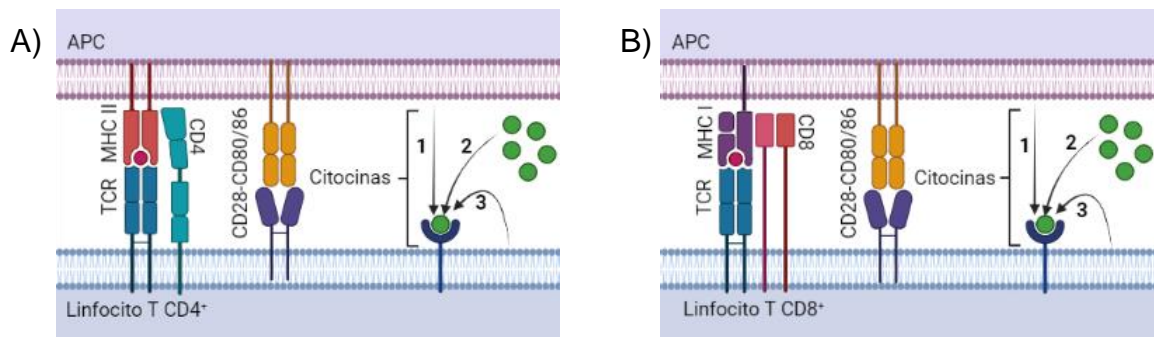 A)
APC
MHC II
TCR
CD4
CD28-CD80/86
Citocinas
1
2
3
Linfocito T CD4⁺
B)
APC
MHC I
TCR
CD8
CD28-CD80/86
Citocinas
1
2
3
Linfocito T CD8⁺